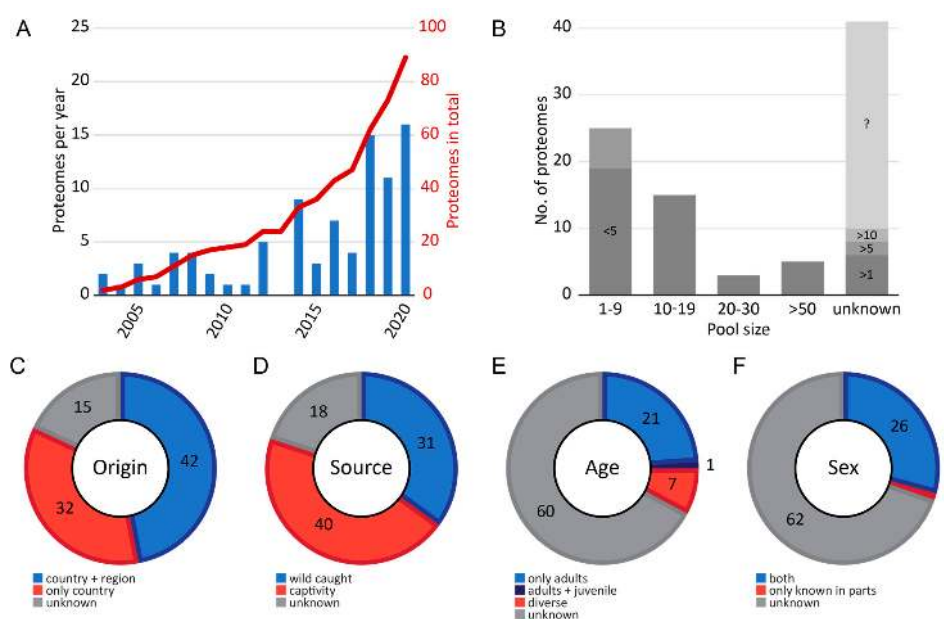 A
Proteomes per year
25
20
15
10
5
0
100
80
60
40
20
0
Proteomes in total
2005
2010
2015
2020
B
No. of proteomes
40
30
20
10
0
<5
?
>10
>5
>1
1-9
10-19
20-30
>50
unknown
Pool size
C
15
42
32
Origin
country + region
only country
unknown
D
18
31
40
Source
wild caught
captivity
unknown
E
21
1
7
60
Age
only adults
adults + juvenile
diverse
unknown
F
26
62
Sex
both
only known in parts
unknown